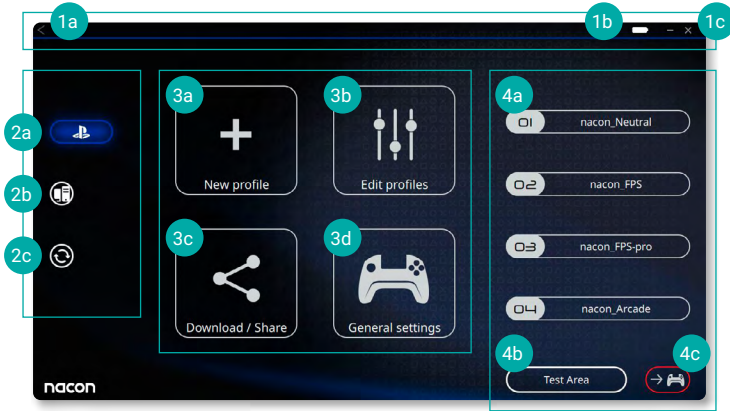 1a
1b
1c
2a
2b
2c
3a
New profile
3b
Edit profiles
3c
Download / Share
3d
General settings
4a
01 nacon_Neutral
02 nacon_FPS
03 nacon_FPS-pro
04 nacon_Arcade
4b
Test Area
4c
nacon